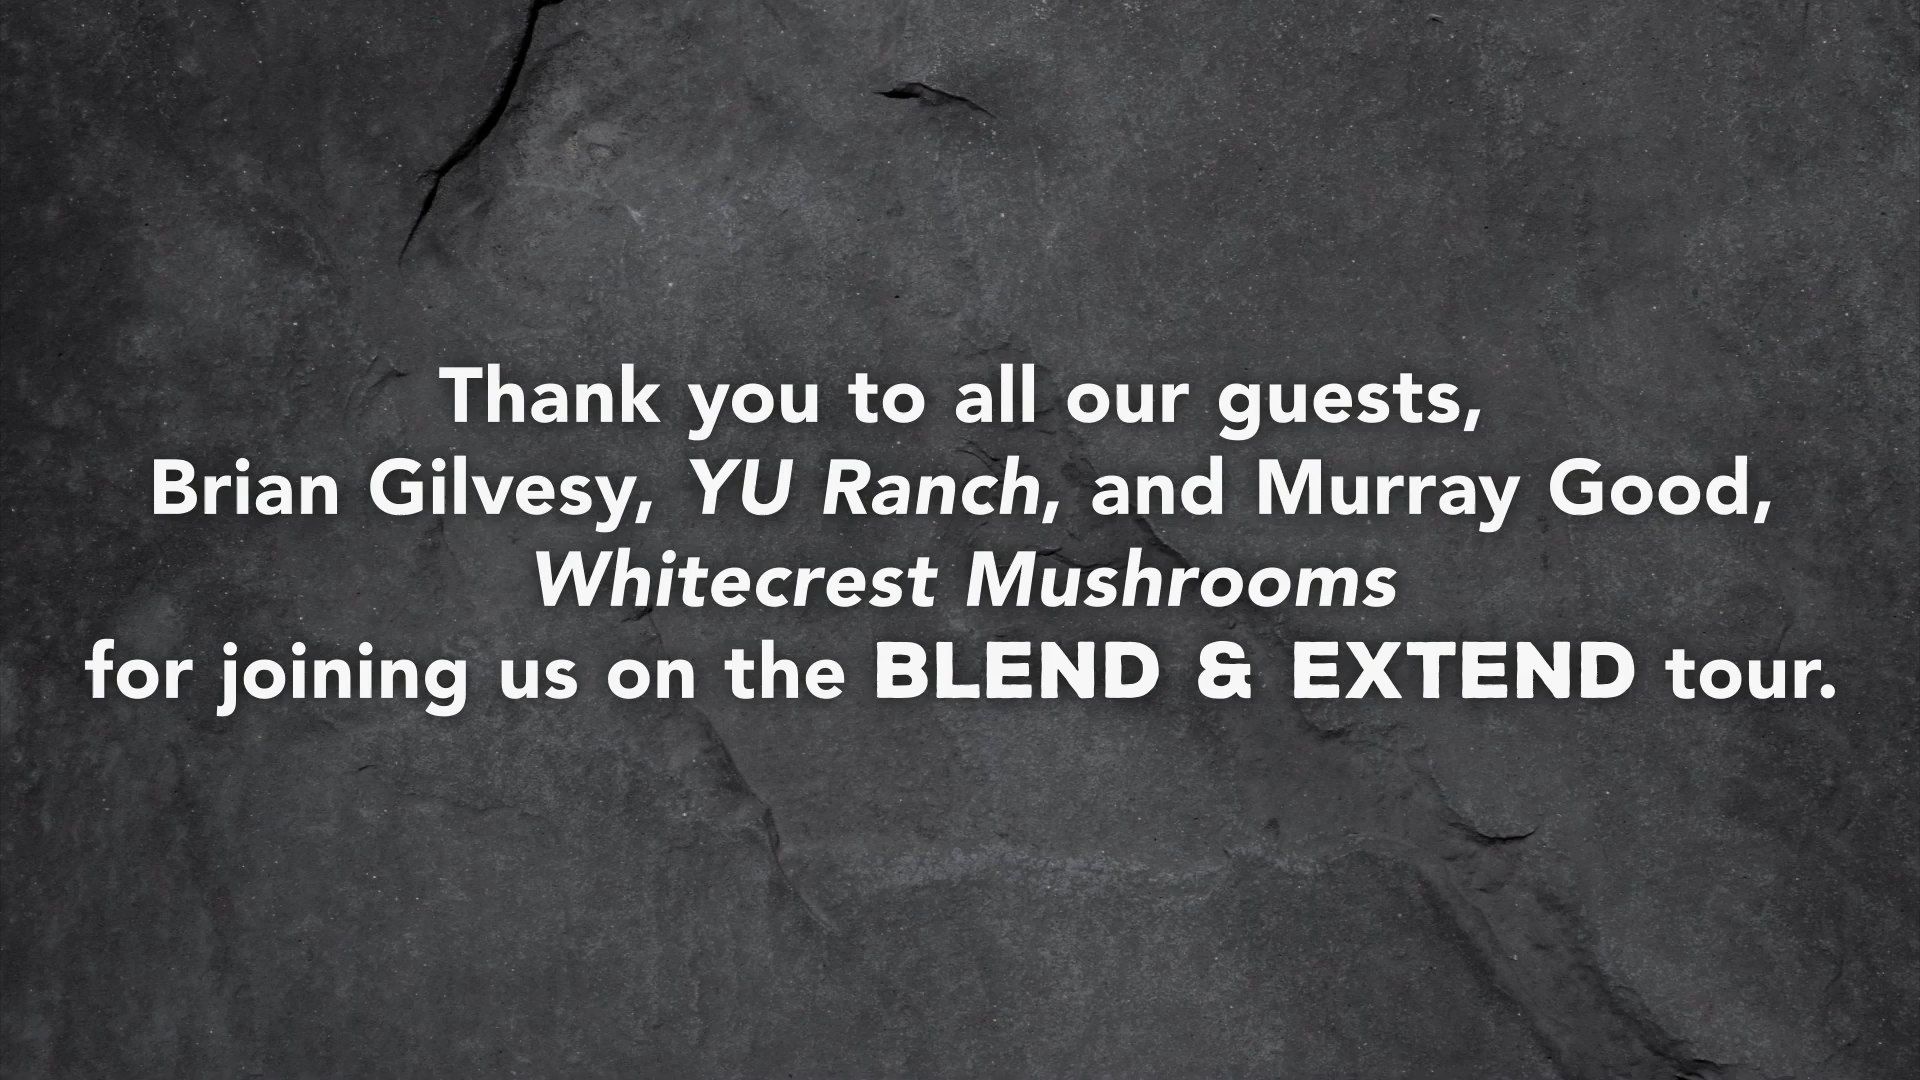 Thank you to all our guests,
Brian Gilvesy, YU Ranch, and Murray Good,
Whitecrest Mushrooms
for joining us on the BLEND & EXTEND tour.